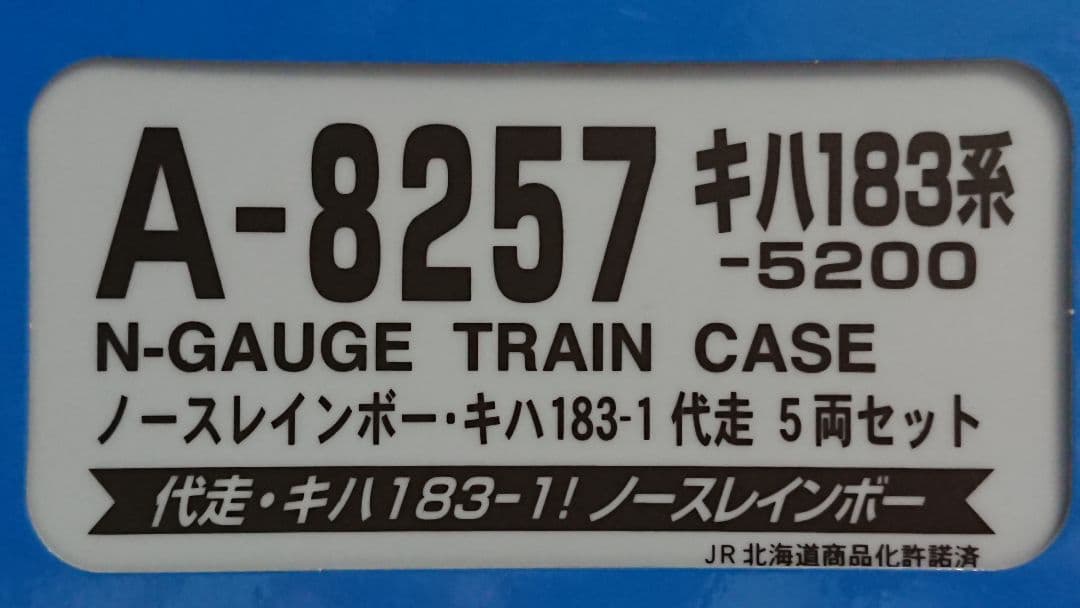 A-8257 キハ183系
-5200
N-GAUGE TRAIN CASE
ノースレインボー・キハ183-1 代走 5両セット
代走・キハ183-1! ノースレインボー
JR北海道商品化許諾済